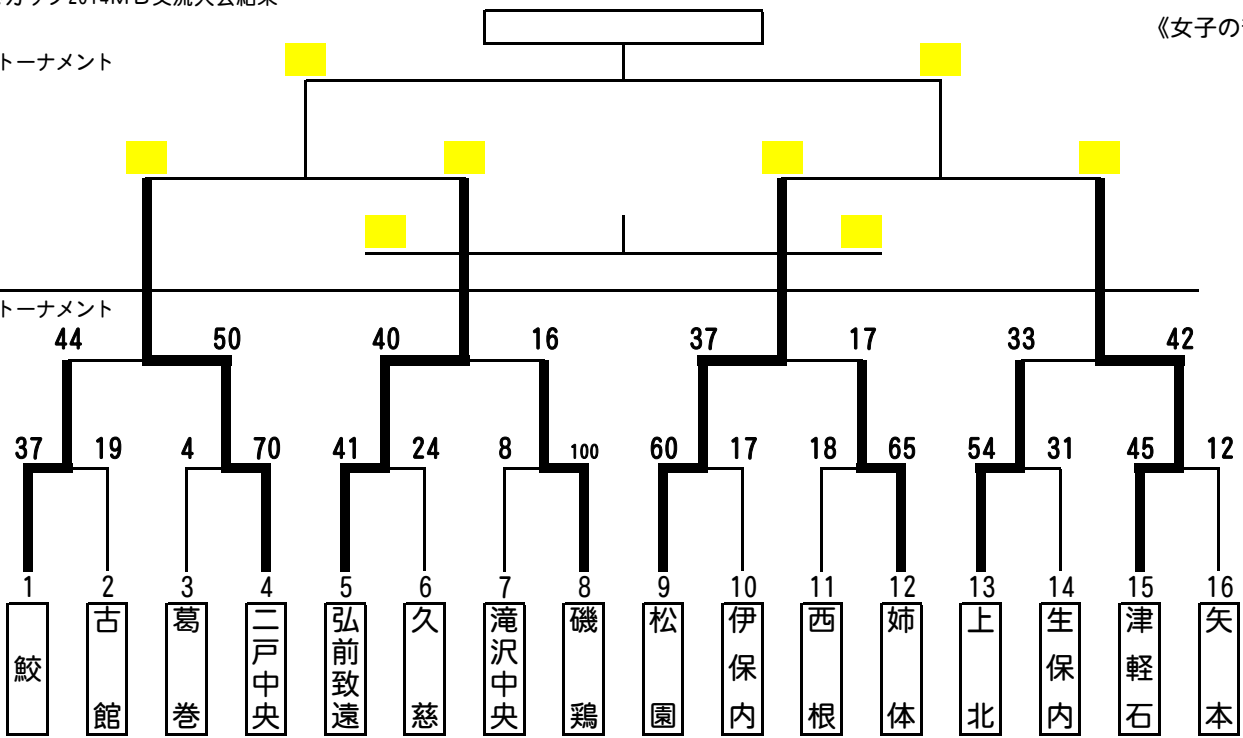 カップ2014MB交流大会結果
《女子の
トーナメント
トーナメント
44 50 40 16 37 17 33 42
37 19 4 70 41 24 8 100 60 17 18 65 54 31 45 12
1 2 3 4 5 6 7 8 9 10 11 12 13 14 15 16
鮫
古館
葛巻
二戸中央
弘前致遠
久慈
滝沢中央
磯鶏
松園
伊保内
西根
姉体
上北
生保内
津軽石
矢本